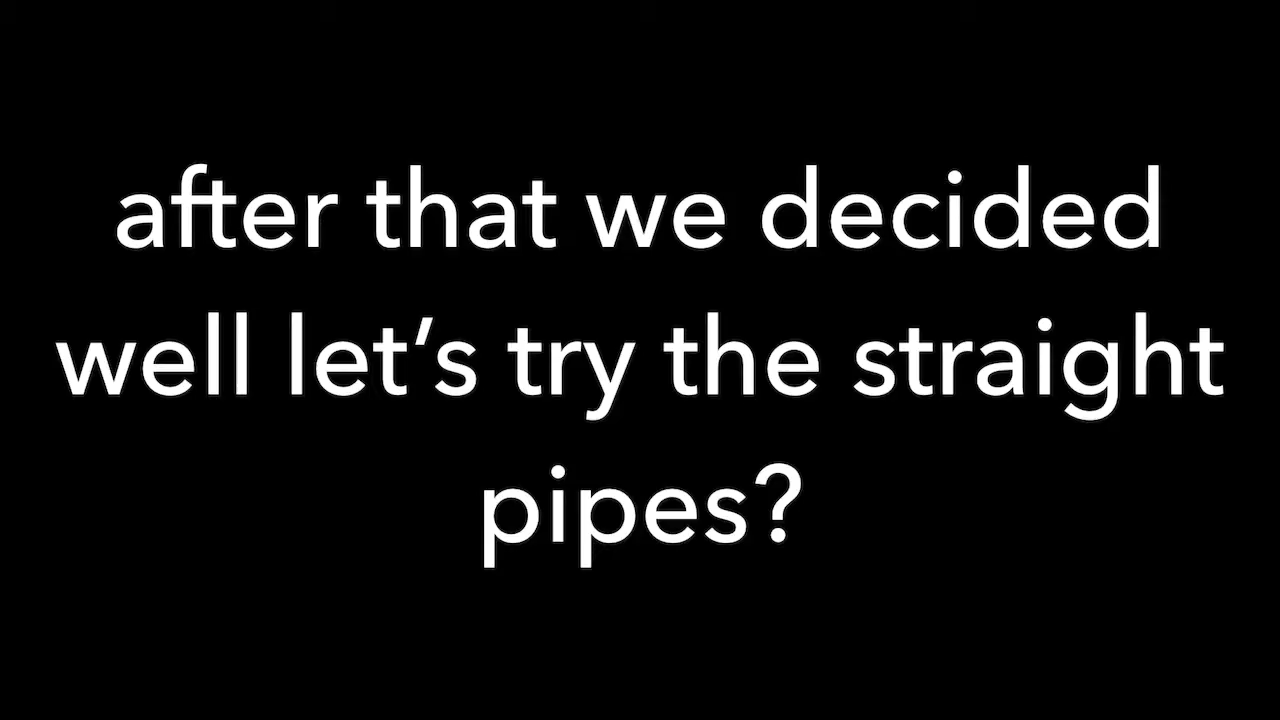 after that we decided
well let’s try the straight
pipes?